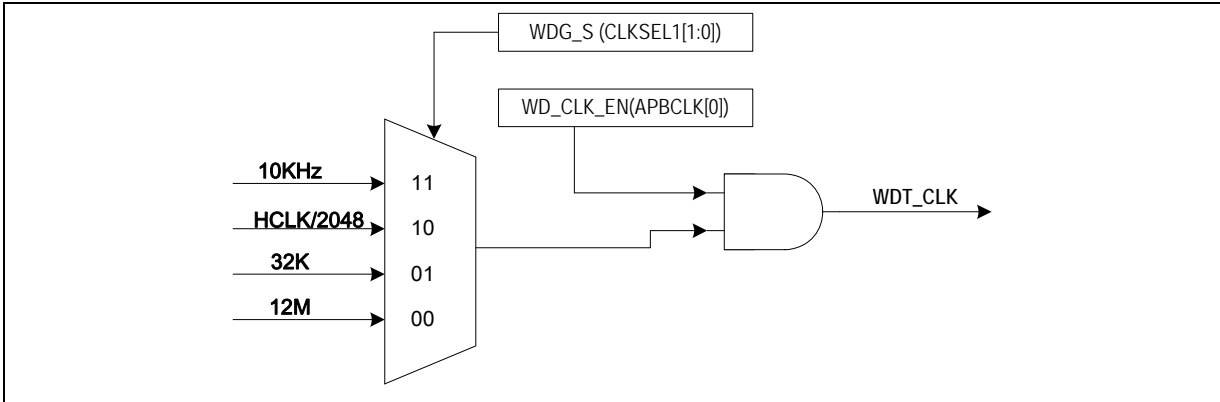 WDG_S (CLKSEL1[1:0])
WD_CLK_EN(APBCLK[0])
10KHz
11
HCLK/2048
10
32K
01
12M
00
WDT_CLK